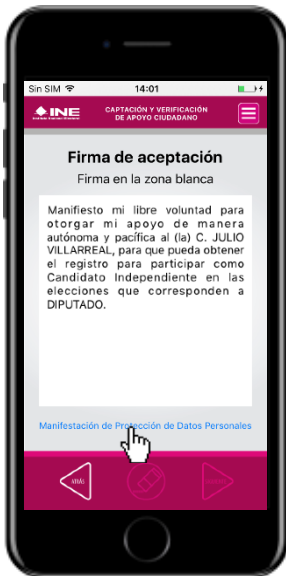 Sin SIM 14:01
INE
CAPTACIÓN Y VERIFICACIÓN
DE APOYO CIUDADANO
Firma de aceptación
Firma en la zona blanca
Manifiesto mi libre voluntad para
otorgar mi apoyo de manera
autónoma y pacífica al (la) C. JULIO
VILLARREAL, para que pueda obtener
el registro para participar como
Candidato Independiente en las
elecciones que corresponden a
DIPUTADO.
Manifestación de Protección de Datos Personales
ATRÁS